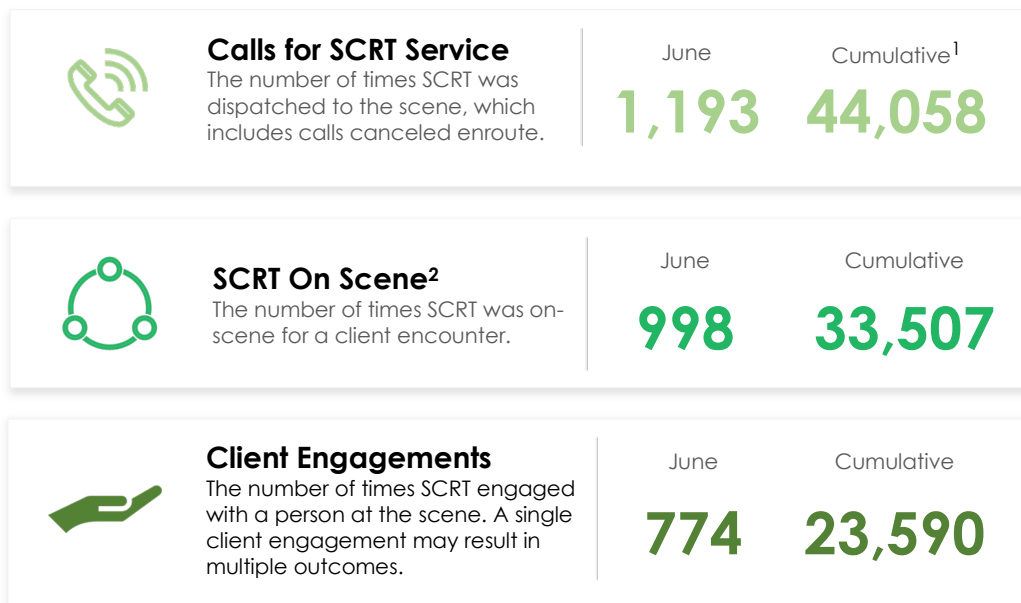 Calls for SCRT Service
The number of times SCRT was
dispatched to the scene, which
includes calls canceled enroute.
June
1,193
Cumulative¹
44,058
SCRT On Scene²
The number of times SCRT was on-
scene for a client encounter.
June
998
Cumulative
33,507
Client Engagements
The number of times SCRT engaged
with a person at the scene. A single
client engagement may result in
multiple outcomes.
June
774
Cumulative
23,590